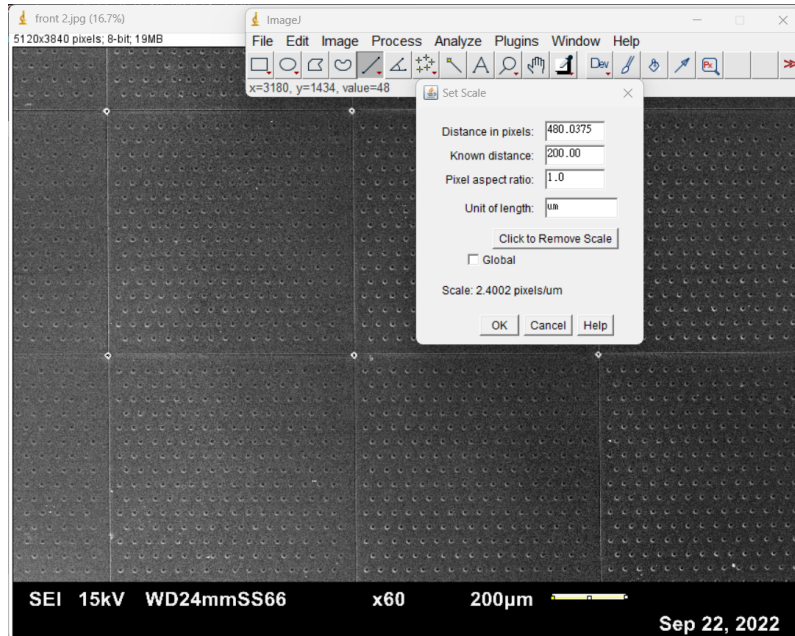 front 2.jpg (16.7%)
5120x3840 pixels; 8-bit; 19MB
ImageJ
File Edit Image Process Analyze Plugins Window Help
Dev
Px
x=3180, y=1434, value=48
Set Scale
Distance in pixels: 480.0375
Known distance: 200.00
Pixel aspect ratio: 1.0
Unit of length: um
Click to Remove Scale
Global
Scale: 2.4002 pixels/um
OK Cancel Help
SEI 15kV WD24mmSS66 x60 200µm
Sep 22, 2022